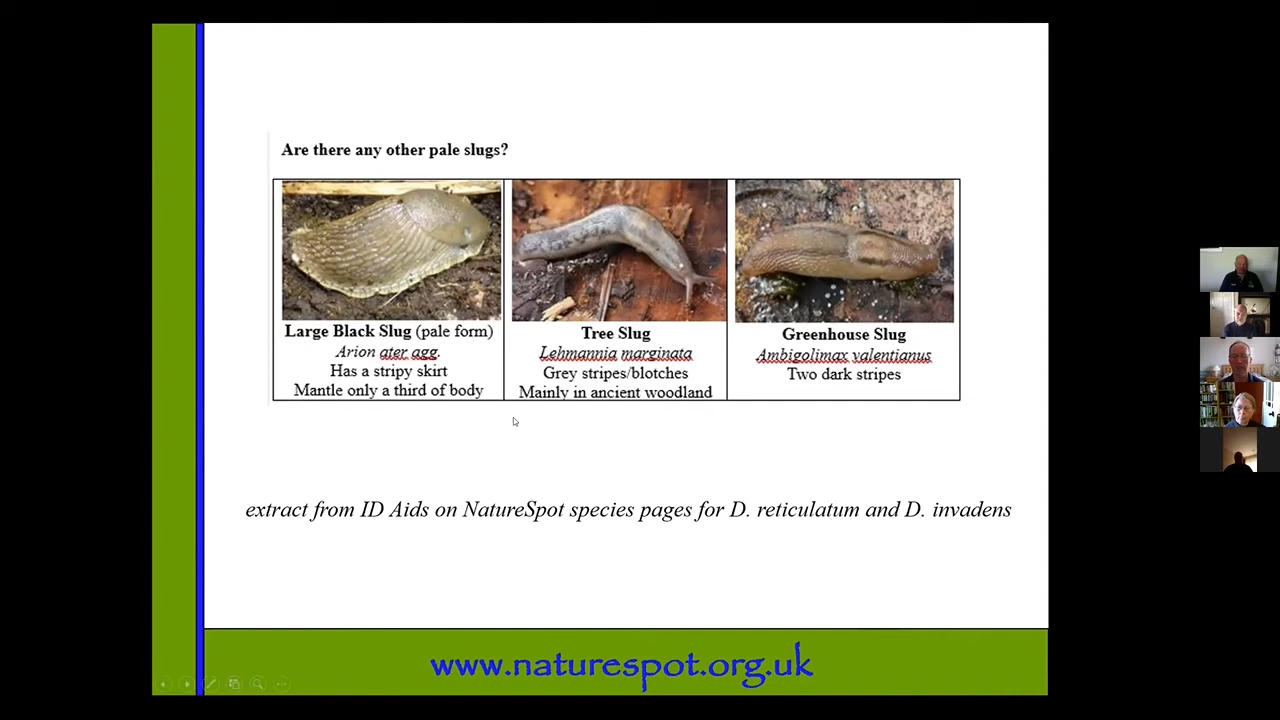 Are there any other pale slugs?
Large Black Slug (pale form)
Arion ater agg.
Has a stripy skirt
Mantle only a third of body
Tree Slug
Lehmannia marginata
Grey stripes/blotches
Mainly in ancient woodland
Greenhouse Slug
Ambigolimax valentianus
Two dark stripes
extract from ID Aids on NatureSpot species pages for D. reticulatum and D. invadens
www.naturespot.org.uk